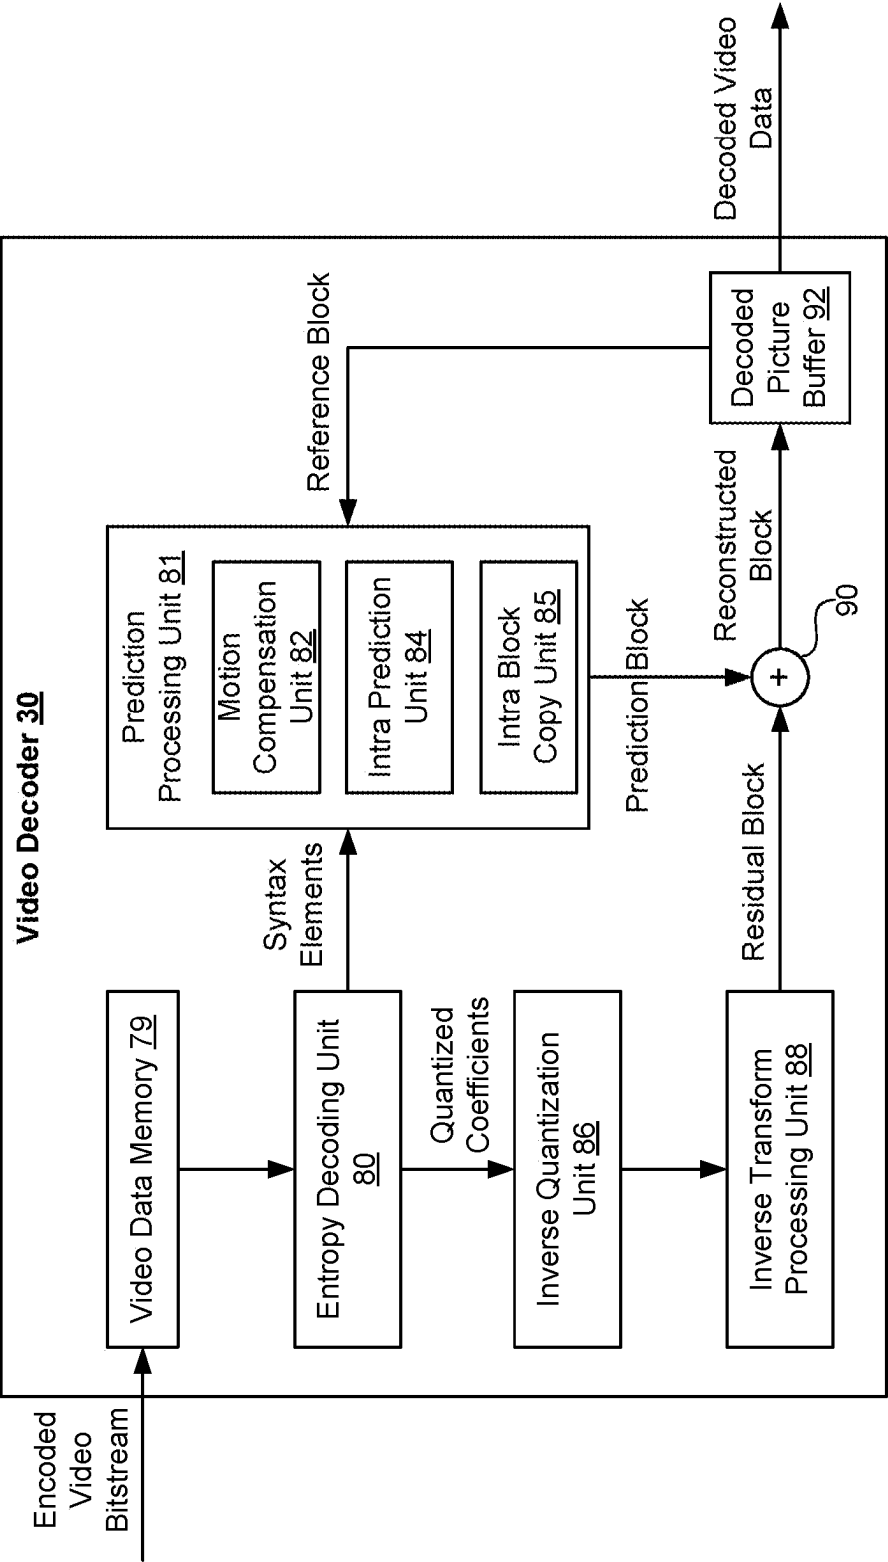 Video Decoder 30
Encoded
Video
Bitstream
Video Data Memory 79
Entropy Decoding Unit
80
Syntax
Elements
Quantized
Coefficients
Inverse Quantization
Unit 86
Inverse Transform
Processing Unit 88
Prediction
Processing Unit 81
Motion
Compensation
Unit 82
Intra Prediction
Unit 84
Intra Block
Copy Unit 85
Prediction Block
Residual Block
90
Reference Block
Reconstructed
Block
Decoded
Picture
Buffer 92
Decoded Video
Data
+